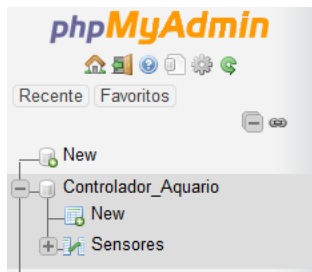 phpMyAdmin
Recente Favoritos
New
Controlador_Aquario
New
Sensores